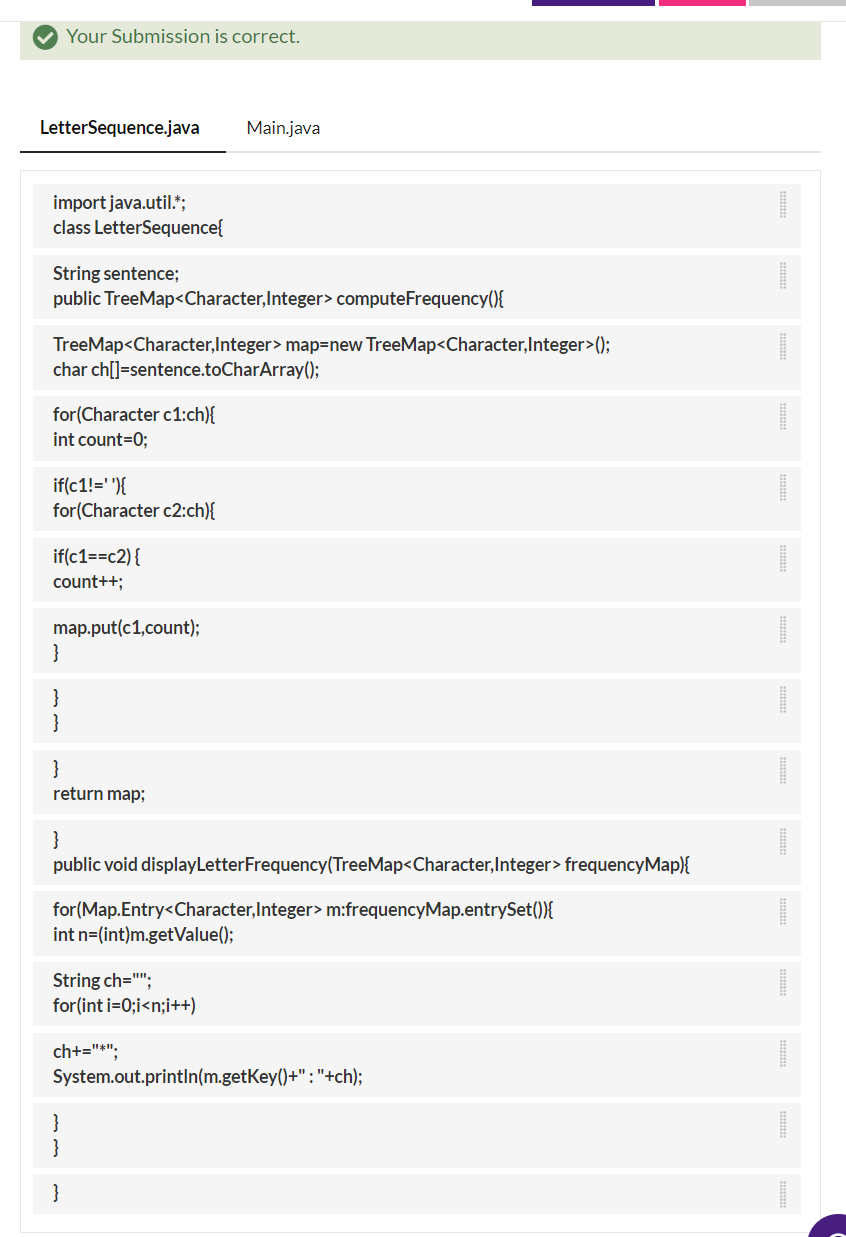 Your Submission is correct.
LetterSequence.java
Main.java
import java.util.*;
class LetterSequence{
String sentence;
public TreeMap<Character,Integer> computeFrequency(){
TreeMap<Character,Integer> map=new TreeMap<Character,Integer>();
char ch[]=sentence.toCharArray();
for(Character c1:ch){
int count=0;
if(c1!=' '){
for(Character c2:ch){
if(c1==c2) {
count++;
map.put(c1,count);
}
}
}
}
return map;
}
public void displayLetterFrequency(TreeMap<Character,Integer> frequencyMap){
for(Map.Entry<Character,Integer> m:frequencyMap.entrySet()){
int n=(int)m.getValue();
String ch="";
for(int i=0;i<n;i++)
ch+="*";
System.out.println(m.getKey()+" : "+ch);
}
}
}